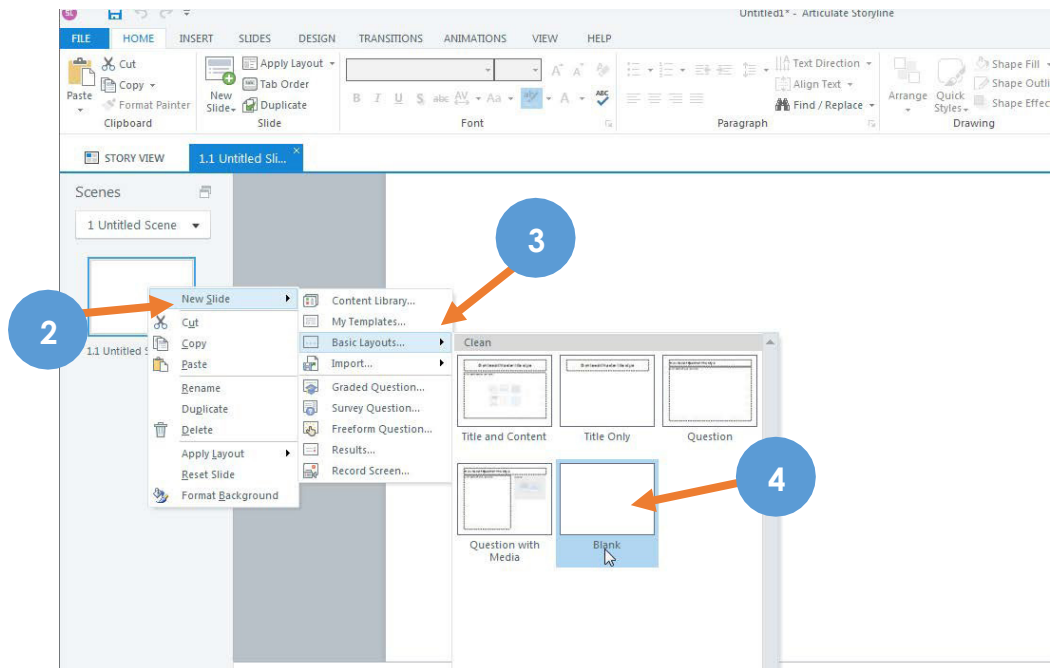 SL
Untitled1* - Articulate Storyline
FILE HOME INSERT SLIDES DESIGN TRANSITIONS ANIMATIONS VIEW HELP
Paste
Cut
Copy
Format Painter
Clipboard
New
Slide
Apply Layout
Tab Order
Duplicate
Slide
B I U S abc AV Aa A ABC
Font
Text Direction
Align Text
Find / Replace
Paragraph
Arrange
Quick
Styles
Shape Fill
Shape Outli
Shape Effec
Drawing
STORY VIEW
1.1 Untitled Sli...
Scenes
1 Untitled Scene
2
3
4
1.1 Untitled S
New Slide
Cut
Copy
Paste
Rename
Duplicate
Delete
Apply Layout
Reset Slide
Format Background
Content Library...
My Templates...
Basic Layouts...
Import...
Graded Question...
Survey Question...
Freeform Question...
Results...
Record Screen...
Clean
Title and Content
Title Only
Question
Question with
Media
Blank